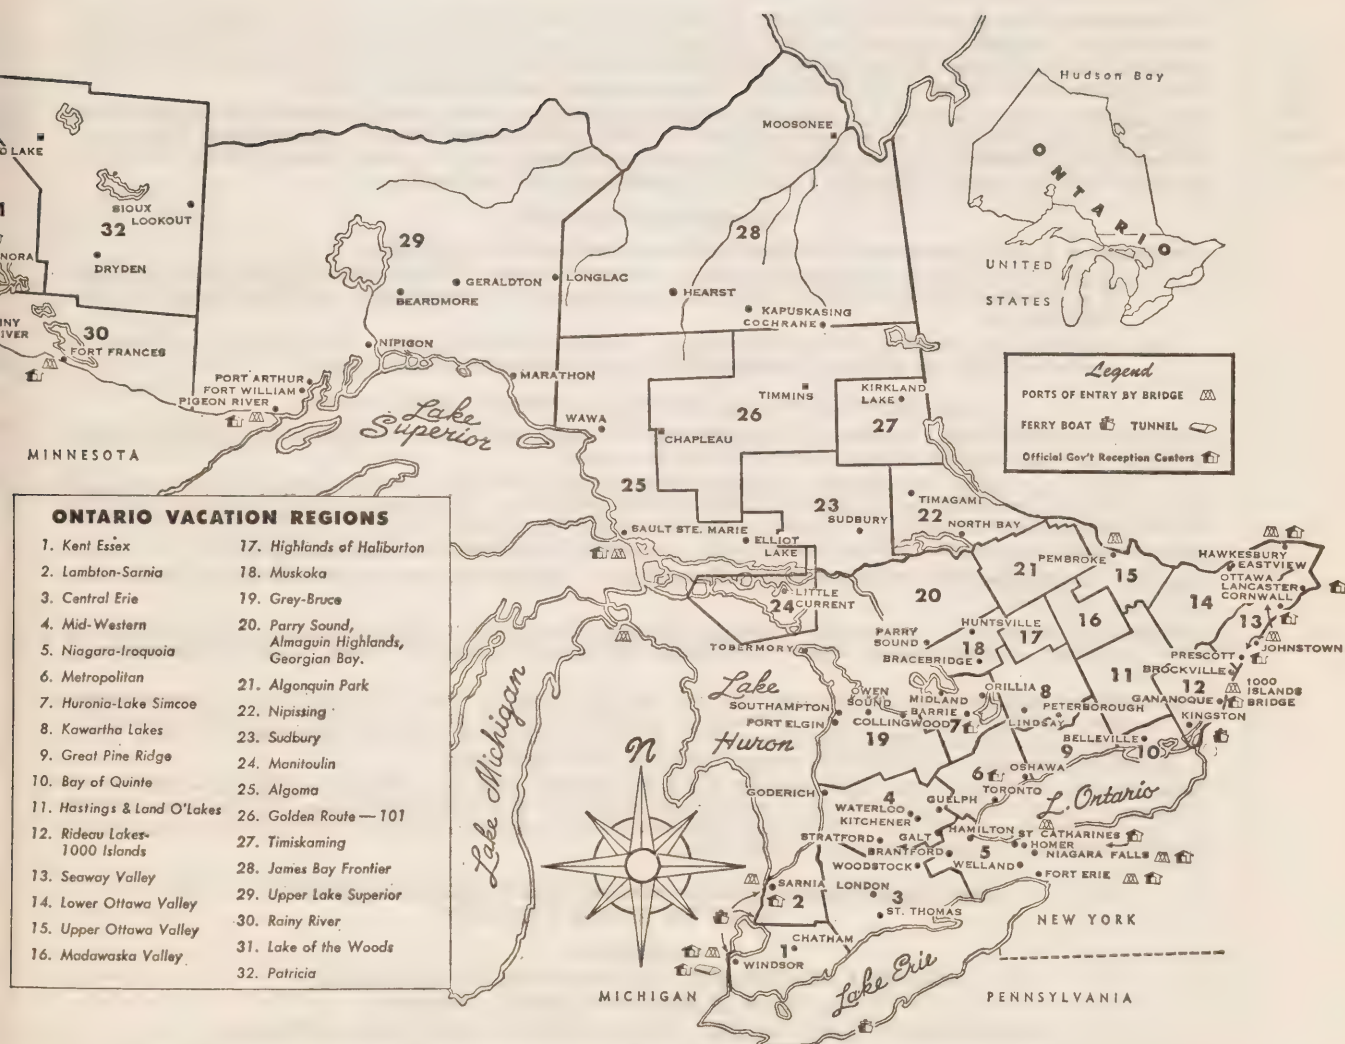 Hudson Bay
ONTARIO
UNITED
STATES
MOOSONEE
LAKE
SIOUX
LOOKOUT
32
DRYDEN
29
GERALDTON
LONGLAC
BEARDMORE
28
HEARST
KAPUSKASING
COCHRANE
NORA
RIVER
30
FORT FRANCES
NIPIGON
PORT ARTHUR
FORT WILLIAM
PIGEON RIVER
MARATHON
Lake
Superior
WAWA
TIMMINS
26
CHAPLEAU
KIRKLAND
LAKE
27
MINNESOTA
Legend
PORTS OF ENTRY BY BRIDGE
FERRY BOAT TUNNEL
Official Gov't Reception Centers
25
23
SUDBURY
TIMAGAMI
22
NORTH BAY
SAULT STE. MARIE
ELLIOT
LAKE
24
LITTLE
CURRENT
PEMBROKE
21
15
20
16
HAWKESBURY
EASTVIEW
OTTAWA
LANCASTER
CORNWALL
14
13
JOHNSTOWN
PRESCOTT
BROCKVILLE
12
1000
ISLANDS
BRIDGE
GANANOQUE
KINGSTON
HUNTSVILLE
PARRY
SOUND
18
17
BRACEBRIDGE
11
TOBERMORY
OWEN
SOUND
MIDLAND
BARRIE
ORILLIA
8
SOUTHAMPTON
PORT ELGIN
COLLINGWOOD
7
LINDSAY
PETERBOROUGH
19
BELLEVILLE
9
10
Lake
Huron
Lake Michigan
N
OSHAWA
6
TORONTO
L. Ontario
GODERICH
4
GUELPH
WATERLOO
KITCHENER
HAMILTON
ST CATHARINES
STRATFORD
GALT
HOMER
BRANTFORD
5
NIAGARA FALLS
WOODSTOCK
WELLAND
FORT ERIE
SARNIA
LONDON
2
3
ST. THOMAS
NEW YORK
CHATHAM
1
WINDSOR
Lake Erie
MICHIGAN
PENNSYLVANIA
ONTARIO VACATION REGIONS
1. Kent Essex
2. Lambton-Sarnia
3. Central Erie
4. Mid-Western
5. Niagara-Iroquoia
6. Metropolitan
7. Huronia-Lake Simcoe
8. Kawartha Lakes
9. Great Pine Ridge
10. Bay of Quinte
11. Hastings & Land O'Lakes
12. Rideau Lakes-
1000 Islands
13. Seaway Valley
14. Lower Ottawa Valley
15. Upper Ottawa Valley
16. Madawaska Valley
17. Highlands of Haliburton
18. Muskoka
19. Grey-Bruce
20. Parry Sound,
Almaguin Highlands,
Georgian Bay.
21. Algonquin Park
22. Nipissing
23. Sudbury
24. Manitoulin
25. Algoma
26. Golden Route — 101
27. Timiskaming
28. James Bay Frontier
29. Upper Lake Superior
30. Rainy River
31. Lake of the Woods
32. Patricia